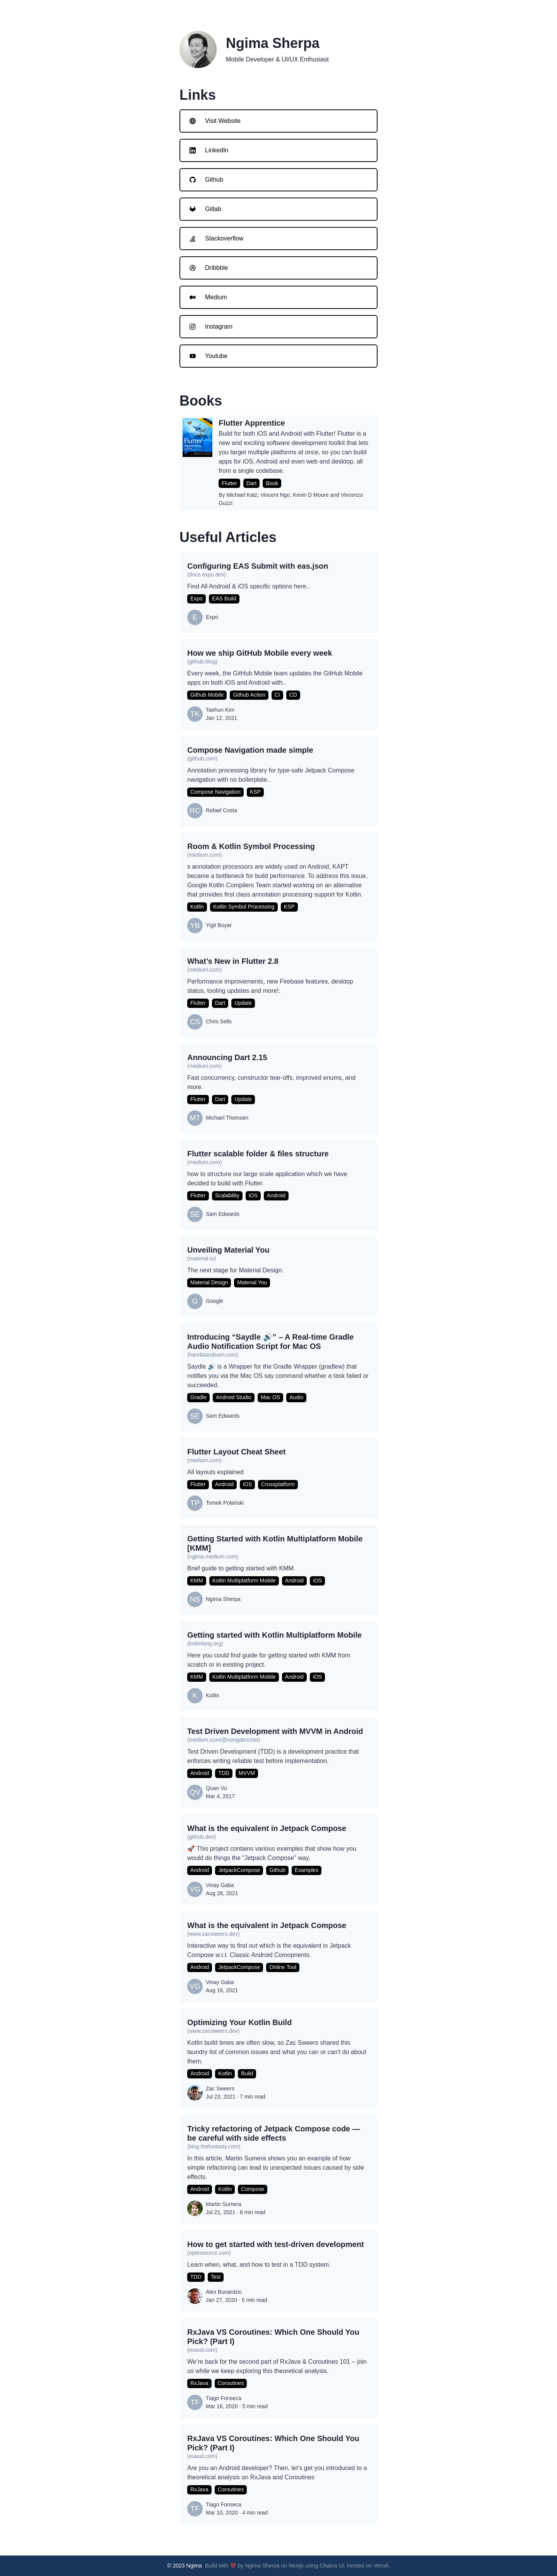 Ngima Sherpa
Mobile Developer & UI/UX Enthusiast
Links
Visit Website
LinkedIn
Github
Gitlab
Stackoverflow
Dribbble
Medium
Instagram
Youtube
Books
Flutter Apprentice
Build for both iOS and Android with Flutter! Flutter is a
new and exciting software development toolkit that lets
you target multiple platforms at once, so you can build
apps for iOS, Android and even web and desktop, all
from a single codebase.
Flutter Dart Book
By Michael Katz, Vincent Ngo, Kevin D Moore and Vincenzo
Guzzi
Useful Articles
Configuring EAS Submit with eas.json
(docs.expo.dev)
Find All Android & iOS specific options here..
Expo EAS Build
E Expo
How we ship GitHub Mobile every week
(github.blog)
Every week, the GitHub Mobile team updates the GitHub Mobile
apps on both iOS and Android with..
Github Mobile Github Action CI CD
TK Taehun Kim
Jan 12, 2021
Compose Navigation made simple
(github.com)
Annotation processing library for type-safe Jetpack Compose
navigation with no boilerplate..
Compose Navigation KSP
RC Rafael Costa
Room & Kotlin Symbol Processing
(medium.com)
s annotation processors are widely used on Android, KAPT
became a bottleneck for build performance. To address this issue,
Google Kotlin Compilers Team started working on an alternative
that provides first class annotation processing support for Kotlin.
Kotlin Kotlin Symbol Processing KSP
YB Yigit Boyar
What's New in Flutter 2.8
(medium.com)
Performance improvements, new Firebase features, desktop
status, tooling updates and more!.
Flutter Dart Update
CS Chris Sells
Announcing Dart 2.15
(medium.com)
Fast concurrency, constructor tear-offs, improved enums, and
more.
Flutter Dart Update
MT Michael Thomsen
Flutter scalable folder & files structure
(medium.com)
how to structure our large scale application which we have
decided to build with Flutter.
Flutter Scalability iOS Android
SE Sam Edwards
Unveiling Material You
(material.io)
The next stage for Material Design.
Material Design Material You
G Google
Introducing “Saydle 🔊” – A Real-time Gradle
Audio Notification Script for Mac OS
(handstandsam.com)
Saydle 🔊 is a Wrapper for the Gradle Wrapper (gradlew) that
notifies you via the Mac OS say command whether a task failed or
succeeded.
Gradle Android Studio Mac OS Audio
SE Sam Edwards
Flutter Layout Cheat Sheet
(medium.com)
All layouts explained
Flutter Android iOS Crossplatform
TP Tomek Polański
Getting Started with Kotlin Multiplatform Mobile
[KMM]
(ngima.medium.com)
Brief guide to getting started with KMM.
KMM Kotlin Multiplatform Mobile Android iOS
NS Ngima Sherpa
Getting started with Kotlin Multiplatform Mobile
(kotlinlang.org)
Here you could find guide for getting started with KMM from
scratch or in existing project.
KMM Kotlin Multiplatform Mobile Android iOS
K Kotlin
Test Driven Development with MVVM in Android
(medium.com/@nongdenchet)
Test Driven Development (TDD) is a development practice that
enforces writing reliable test before implementation.
Android TDD MVVM
QV Quan Vu
Mar 4, 2017
What is the equivalent in Jetpack Compose
(github.dev)
🚀 This project contains various examples that show how you
would do things the "Jetpack Compose" way.
Android JetpackCompose Github Examples
VG Vinay Gaba
Aug 28, 2021
What is the equivalent in Jetpack Compose
(www.zacsweers.dev)
Interactive way to find out which is the equivalent in Jetpack
Compose w.r.t. Classic Android Comopnents.
Android JetpackCompose Online Tool
VG Vinay Gaba
Aug 16, 2021
Optimizing Your Kotlin Build
(www.zacsweers.dev)
Kotlin build times are often slow, so Zac Sweers shared this
laundry list of common issues and what you can or can't do about
them.
Android Kotlin Build
Zac Sweers
Jul 23, 2021 · 7 min read
Tricky refactoring of Jetpack Compose code —
be careful with side effects
(blog.thefuntasty.com)
In this article, Martin Sumera shows you an example of how
simple refactoring can lead to unexpected issues caused by side
effects.
Android Kotlin Compose
Martin Sumera
Jul 21, 2021 · 6 min read
How to get started with test-driven development
(opensource.com)
Learn when, what, and how to test in a TDD system.
TDD Test
Alex Bunardzic
Jan 27, 2020 · 5 min read
RxJava VS Coroutines: Which One Should You
Pick? (Part I)
(exaud.com)
We're back for the second part of RxJava & Coroutines 101 – join
us while we keep exploring this theoretical analysis.
RxJava Coroutines
TF Tiago Fonseca
Mar 16, 2020 · 5 min read
RxJava VS Coroutines: Which One Should You
Pick? (Part I)
(exaud.com)
Are you an Android developer? Then, let's get you introduced to a
theoretical analysis on RxJava and Coroutines
RxJava Coroutines
TF Tiago Fonseca
Mar 10, 2020 · 4 min read
© 2023 Ngima Build with ❤️ by Ngima Sherpa on Nextjs using Chakra UI. Hosted on Vercel.